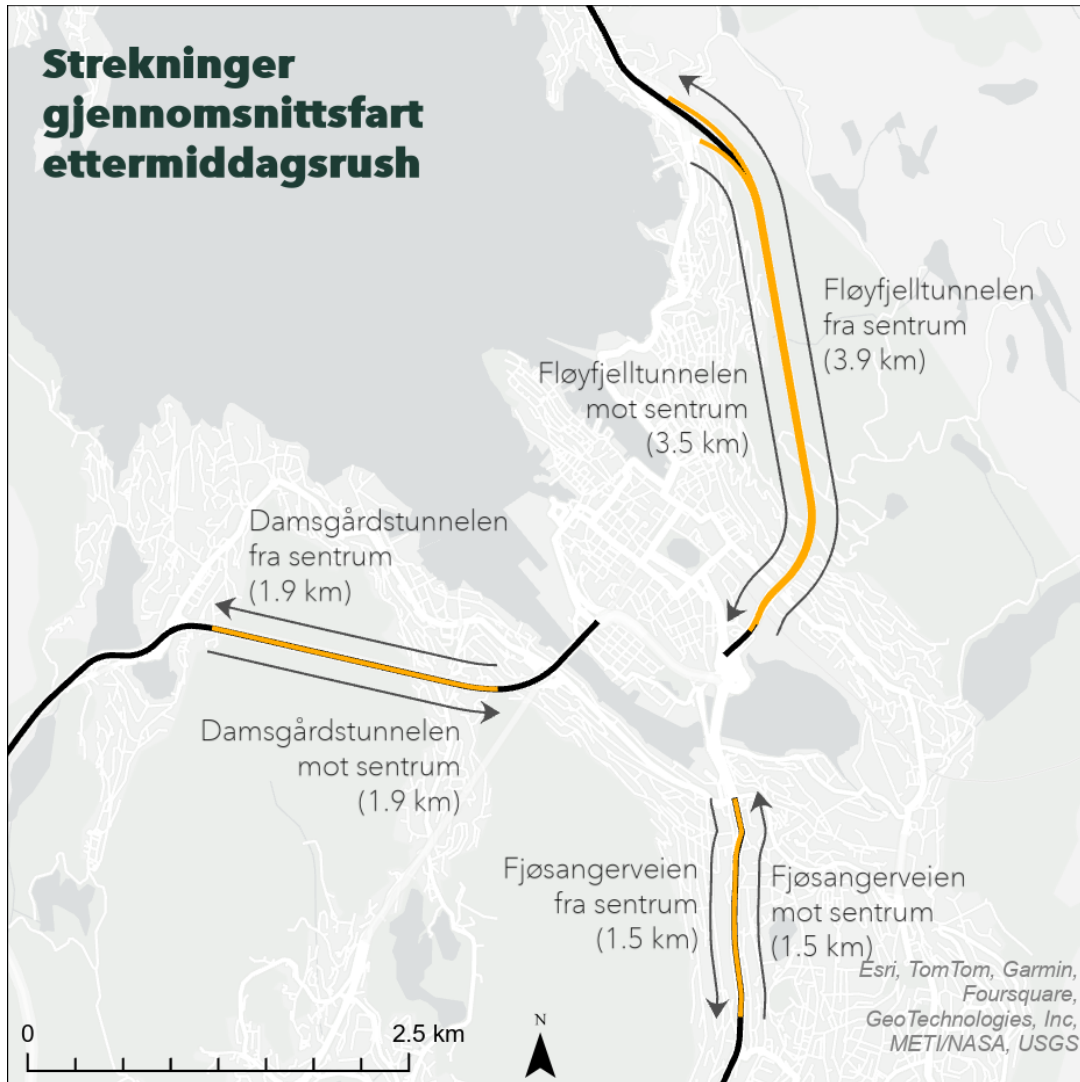 Strekninger
gjennomsnittsfart
ettermiddagsrush
Fløyfjelltunnelen
fra sentrum
(3.9 km)
Fløyfjelltunnelen
mot sentrum
(3.5 km)
Damsgårdstunnelen
fra sentrum
(1.9 km)
Damsgårdstunnelen
mot sentrum
(1.9 km)
Fjøsangerveien
fra sentrum
(1.5 km)
Fjøsangerveien
mot sentrum
(1.5 km)
Esri, TomTom, Garmin,
Foursquare,
GeoTechnologies, Inc,
METI/NASA, USGS
0
2.5 km
N